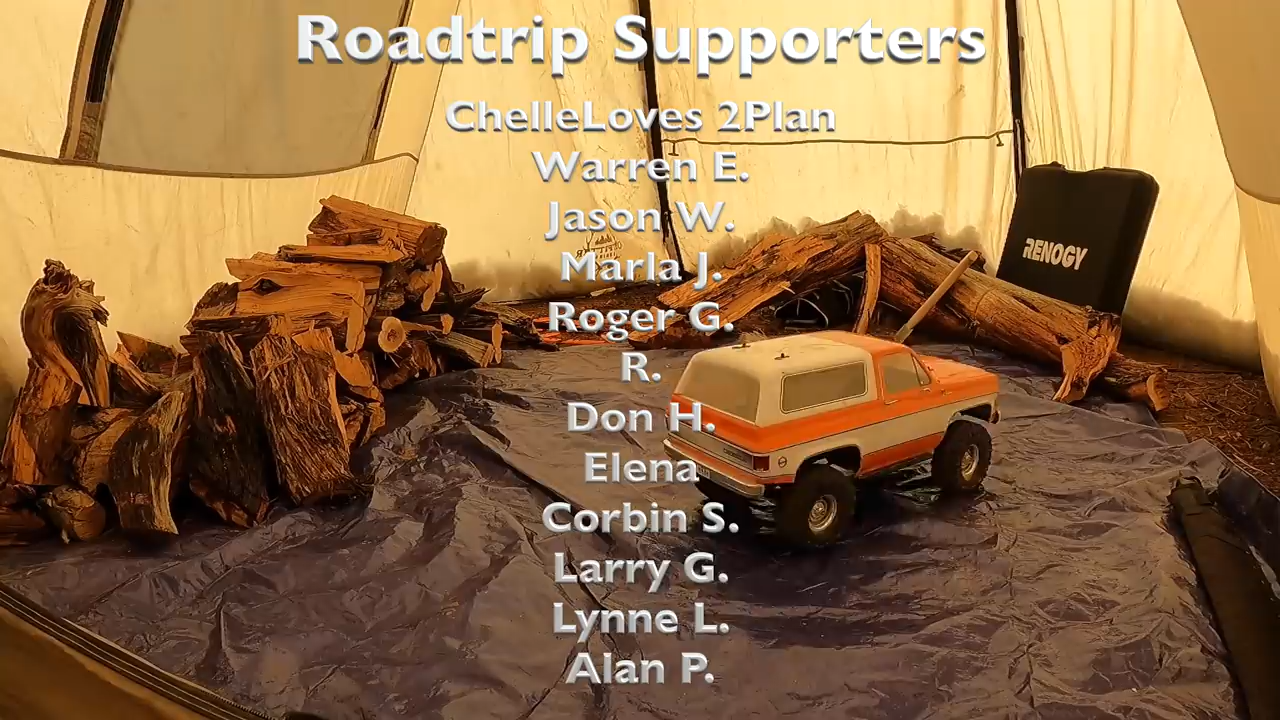 Roadtrip Supporters
ChelleLoves 2Plan
Warren E.
Jason W.
Marla J.
Roger G.
R.
Don H.
Elena
Corbin S.
Larry G.
Lynne L.
Alan P.
RENOGY